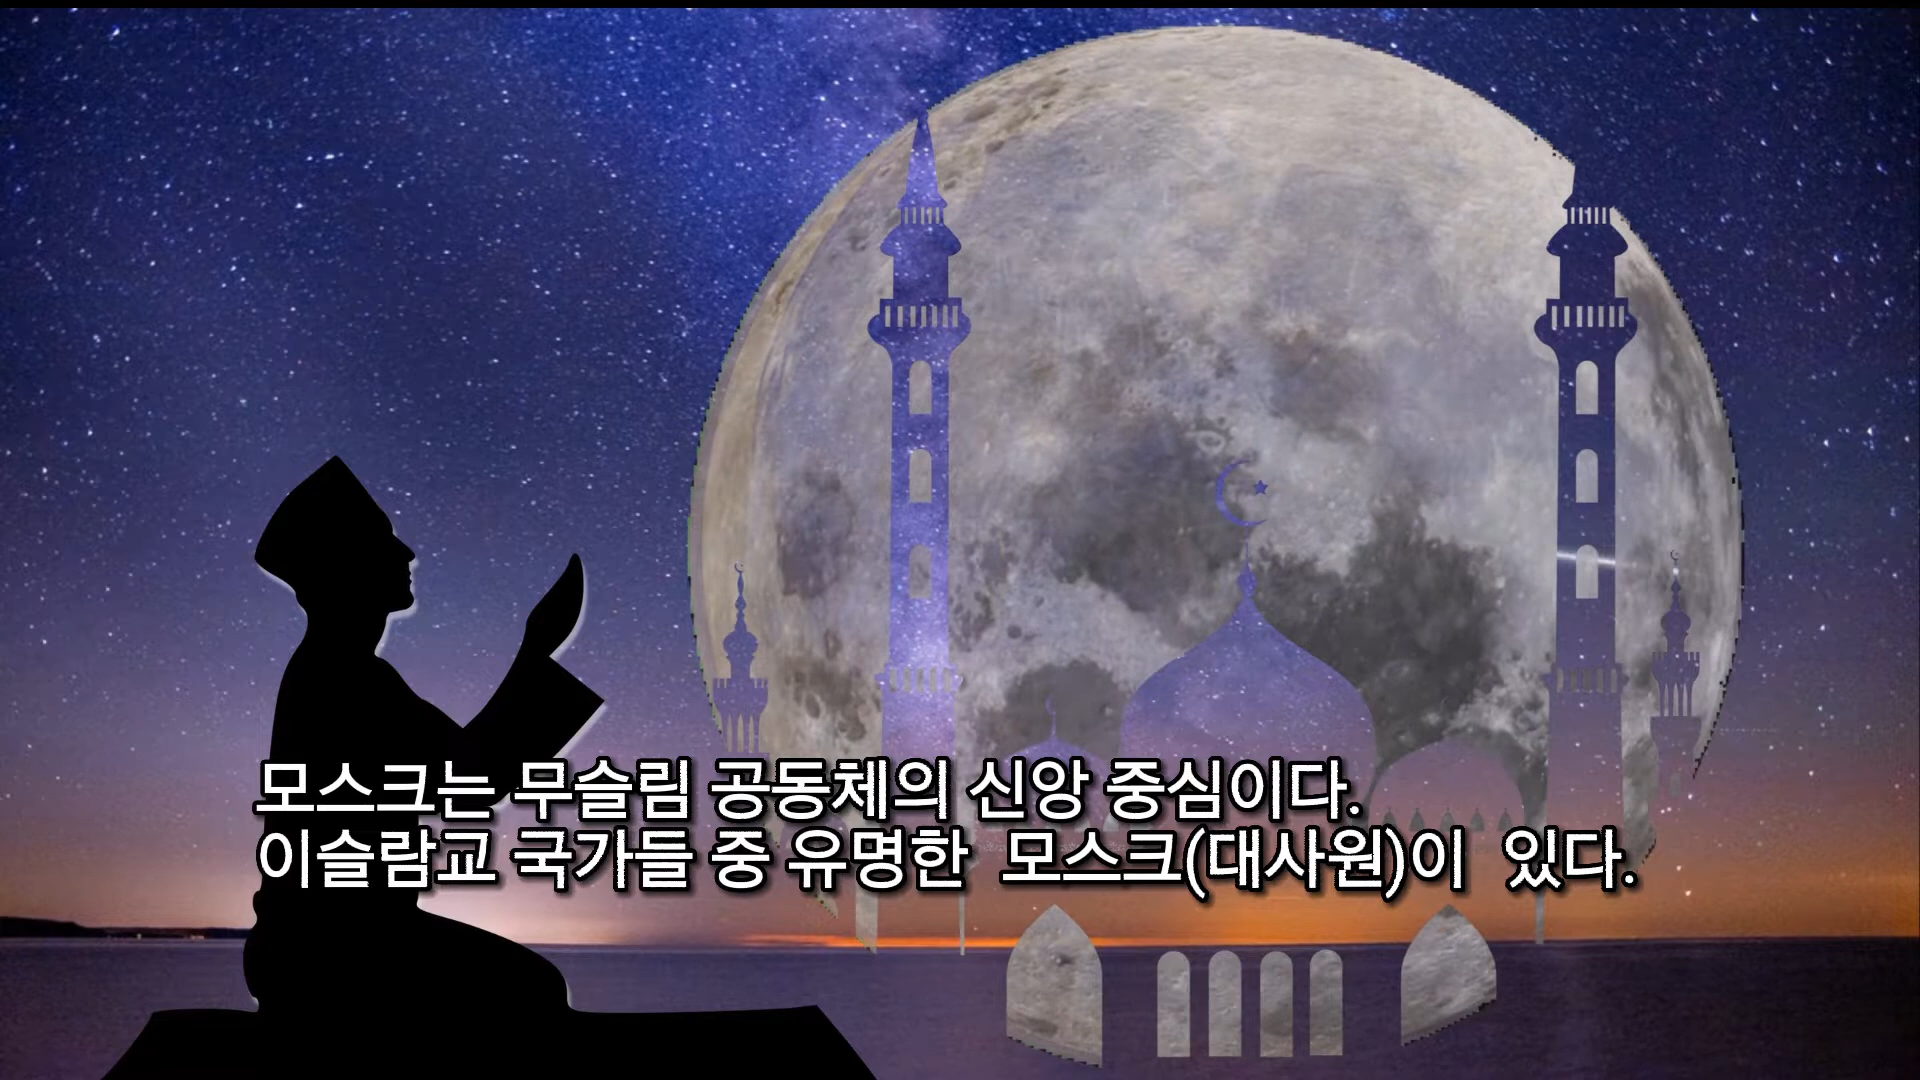 모스크는 무슬림 공동체의 신앙 중심이다.
이슬람교 국가들 중 유명한 모스크(대사원)이 있다.